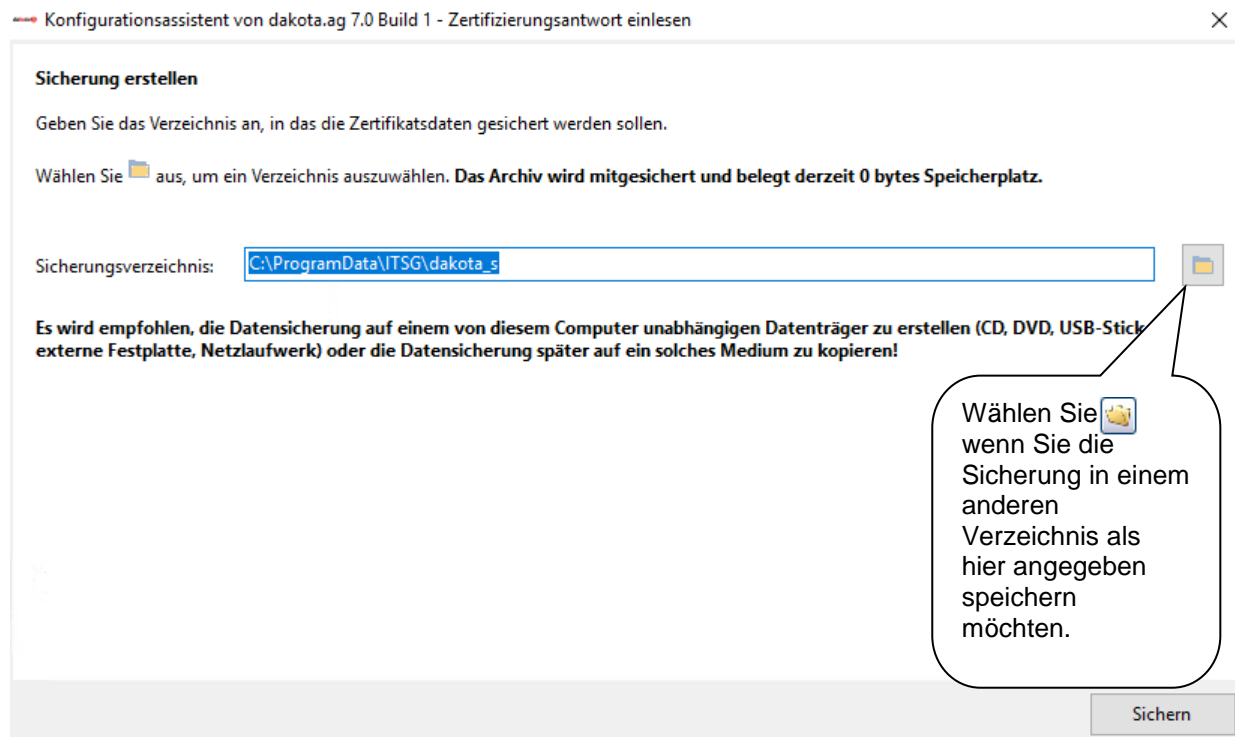 Konfigurationsassistent von dakota.ag 7.0 Build 1 - Zertifizierungsantwort einlesen
Sicherung erstellen
Geben Sie das Verzeichnis an, in das die Zertifikatsdaten gesichert werden sollen.
Wählen Sie aus, um ein Verzeichnis auszuwählen. Das Archiv wird mitgesichert und belegt derzeit 0 bytes Speicherplatz.
Sicherungsverzeichnis: C:\ProgramData\ITSG\dakota_s
Es wird empfohlen, die Datensicherung auf einem von diesem Computer unabhängigen Datenträger zu erstellen (CD, DVD, USB-Stick
externe Festplatte, Netzlaufwerk) oder die Datensicherung später auf ein solches Medium zu kopieren!
Wählen Sie
wenn Sie die
Sicherung in einem
anderen
Verzeichnis als
hier angegeben
speichern
möchten.
Sichern